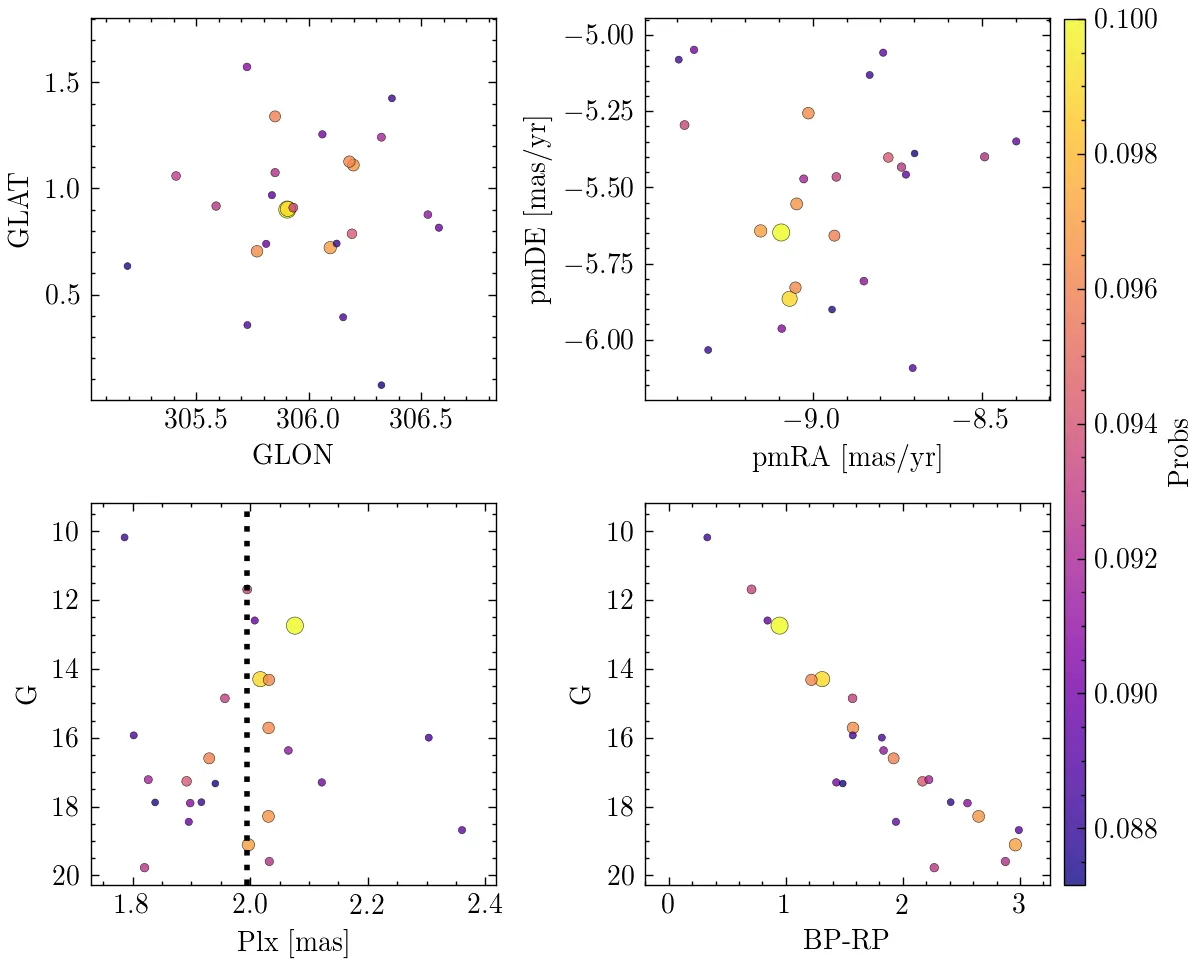 1.5
1.0
0.5
GLAT
305.5 306.0 306.5
GLON
−5.00
−5.25
−5.50
−5.75
−6.00
pmDE [mas/yr]
−9.0 −8.5
pmRA [mas/yr]
0.100
0.098
0.096
0.094
0.092
0.090
0.088
Probs
10
12
14
16
18
20
G
1.8 2.0 2.2 2.4
Plx [mas]
10
12
14
16
18
20
G
0 1 2 3
BP-RP